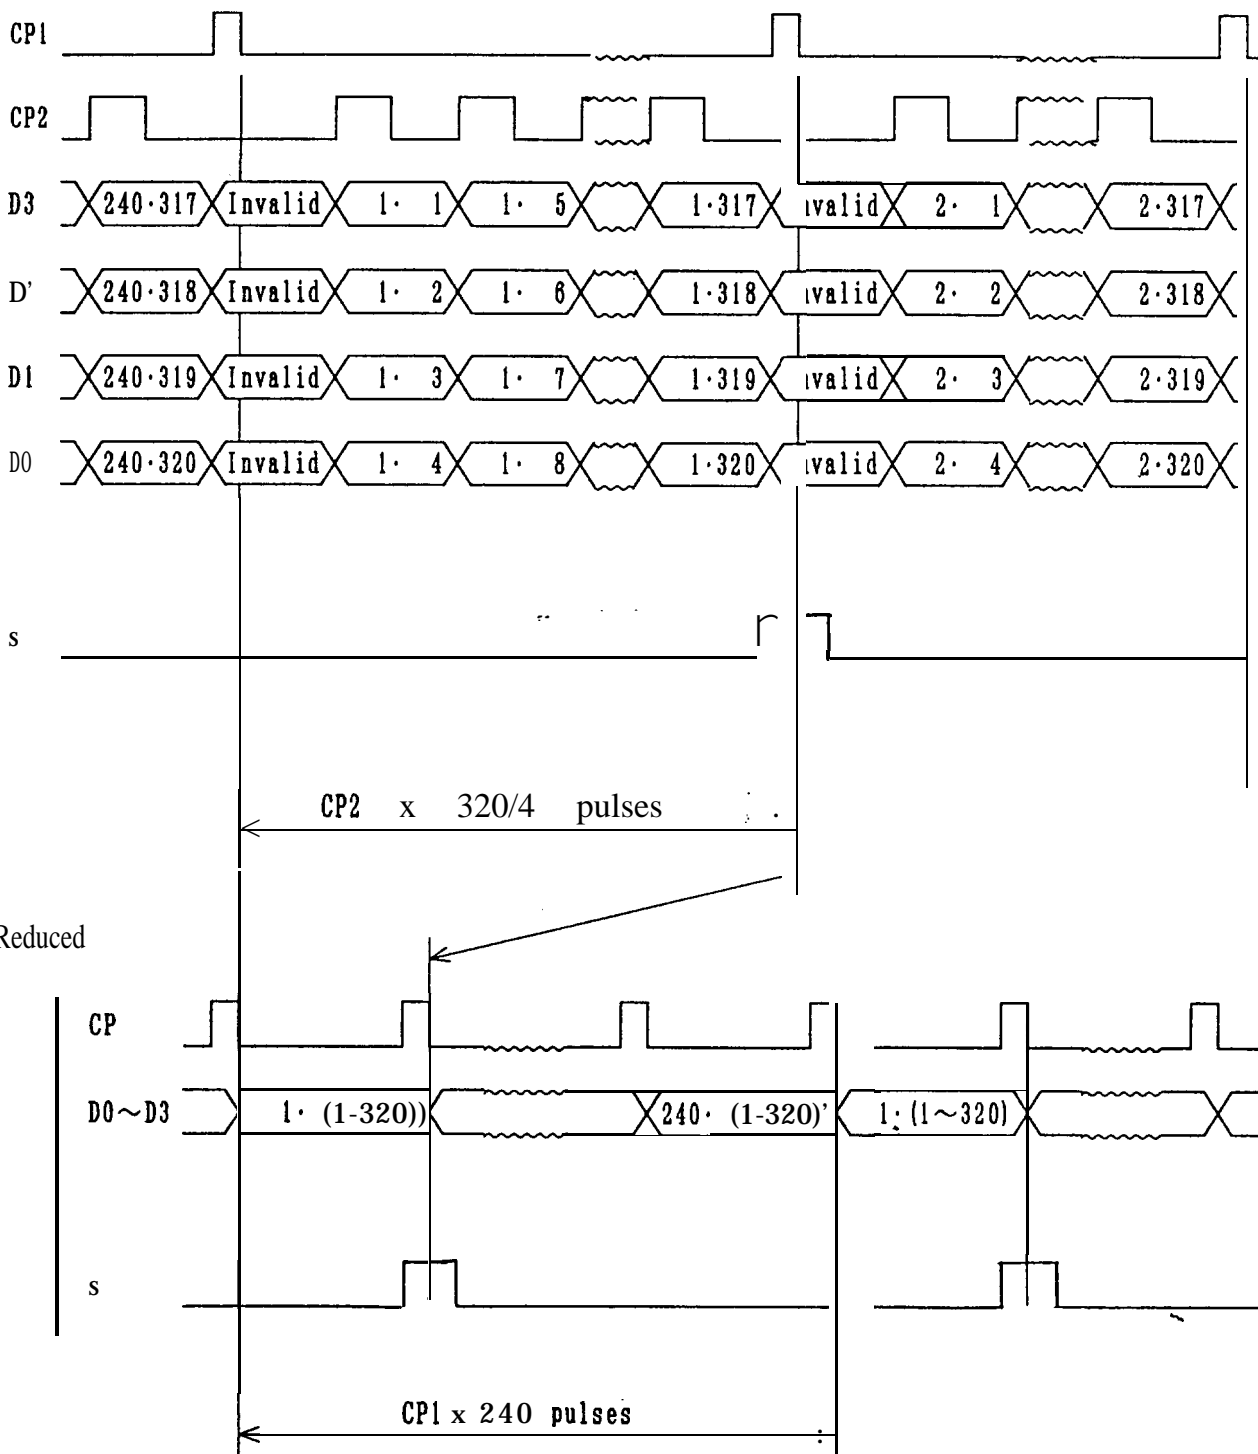 CP1
CP2
D3 240·317 Invalid 1· 1 1· 5 1·317 valid 2· 1 2·317
D' 240·318 Invalid 1· 2 1· 6 1·318 valid 2· 2 2·318
D1 240·319 Invalid 1· 3 1· 7 1·319 valid 2· 3 2·319
D0 240·320 Invalid 1· 4 1· 8 1·320 valid 2· 4 2·320
s
CP2 x 320/4 pulses
Reduced
CP
D0~D3 1· (1-320)) 240· (1-320)' 1·(1~320)
s
CP1 x 240 pulses